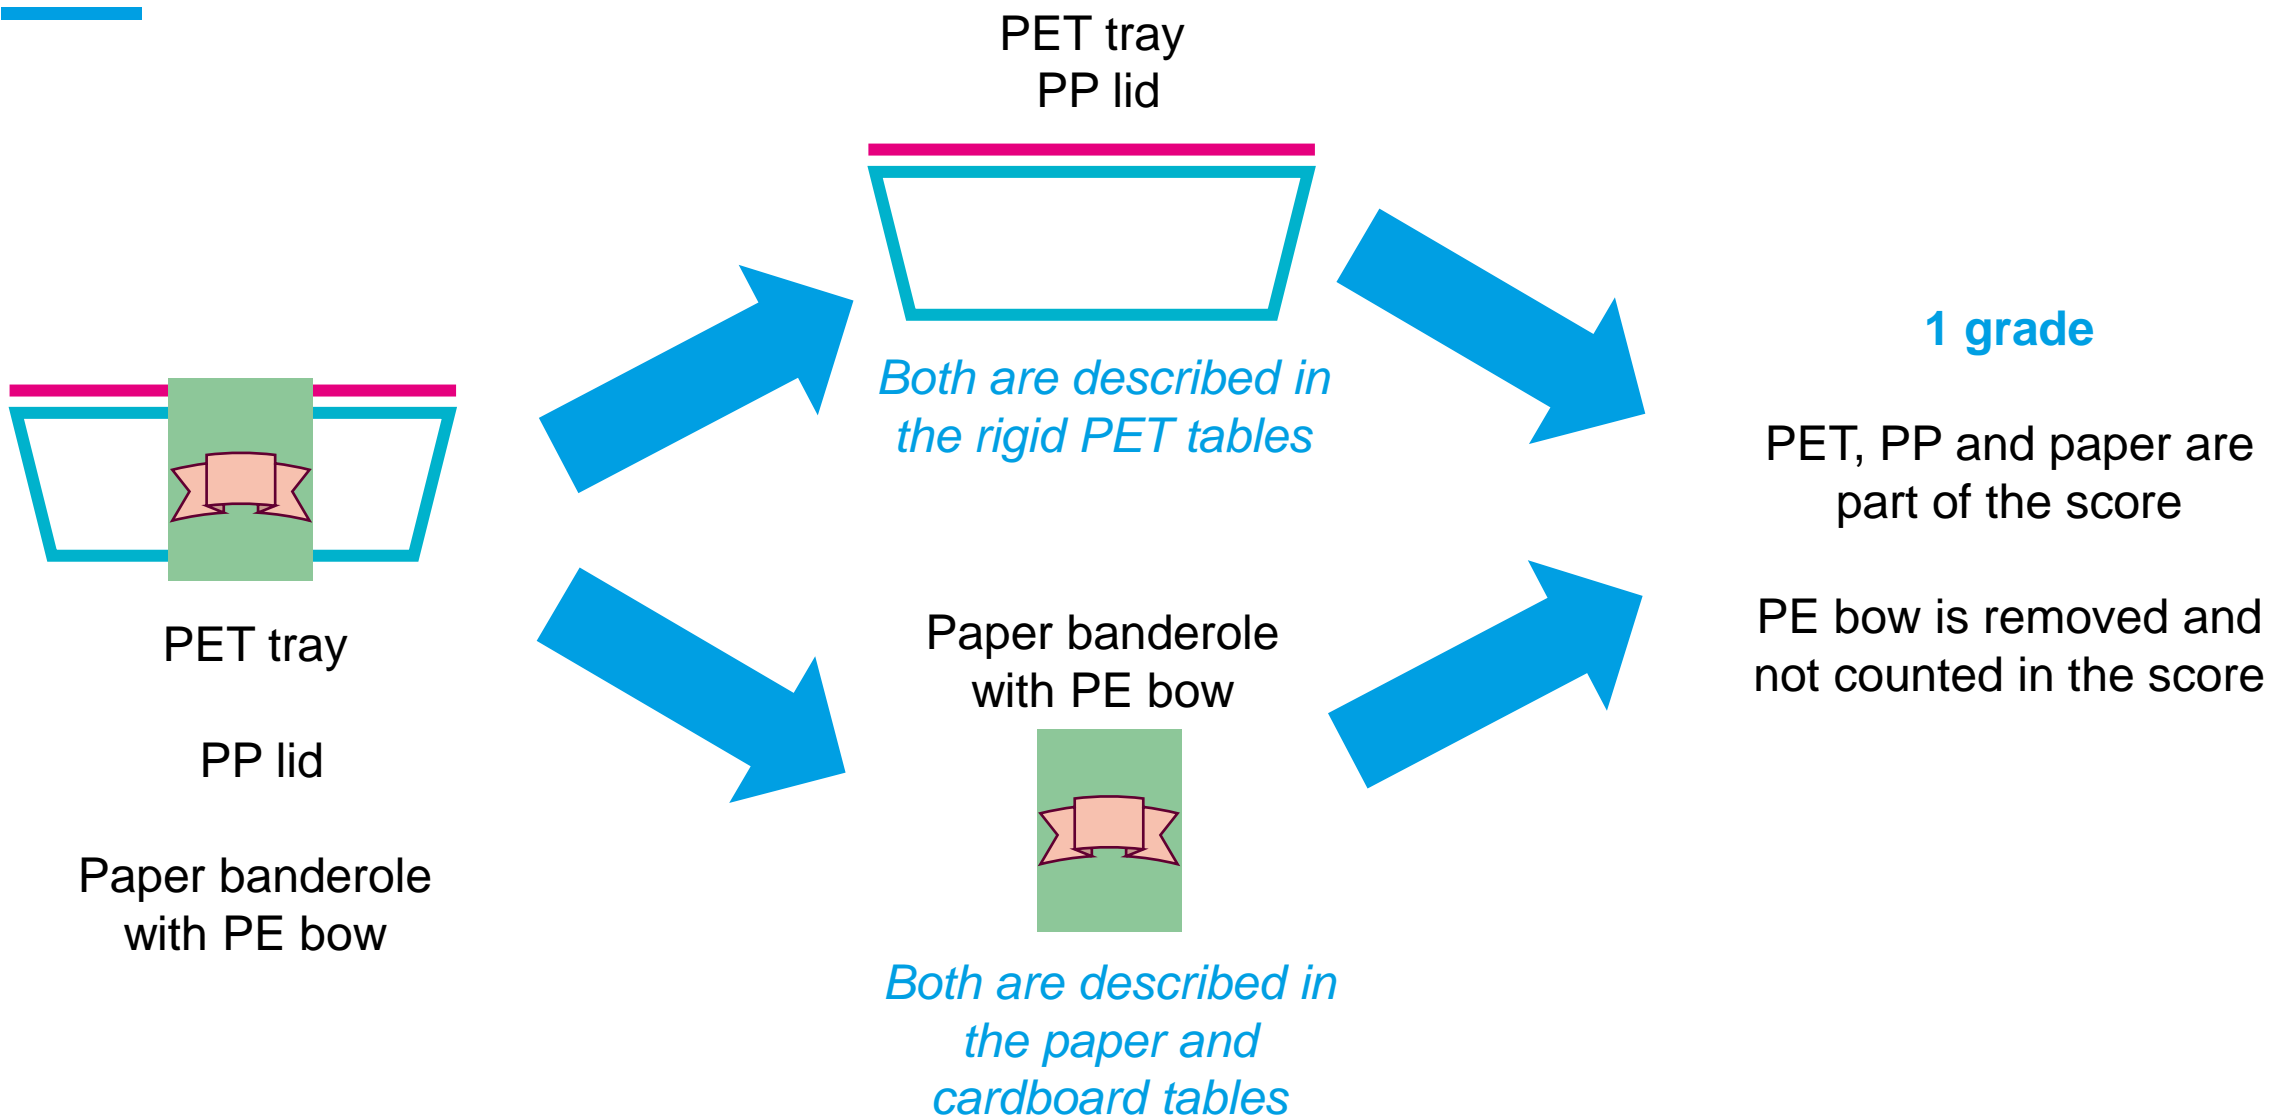 PET tray
PP lid
Paper banderole
with PE bow
PET tray
PP lid
Both are described in
the rigid PET tables
Paper banderole
with PE bow
Both are described in
the paper and
cardboard tables
1 grade
PET, PP and paper are
part of the score
PE bow is removed and
not counted in the score